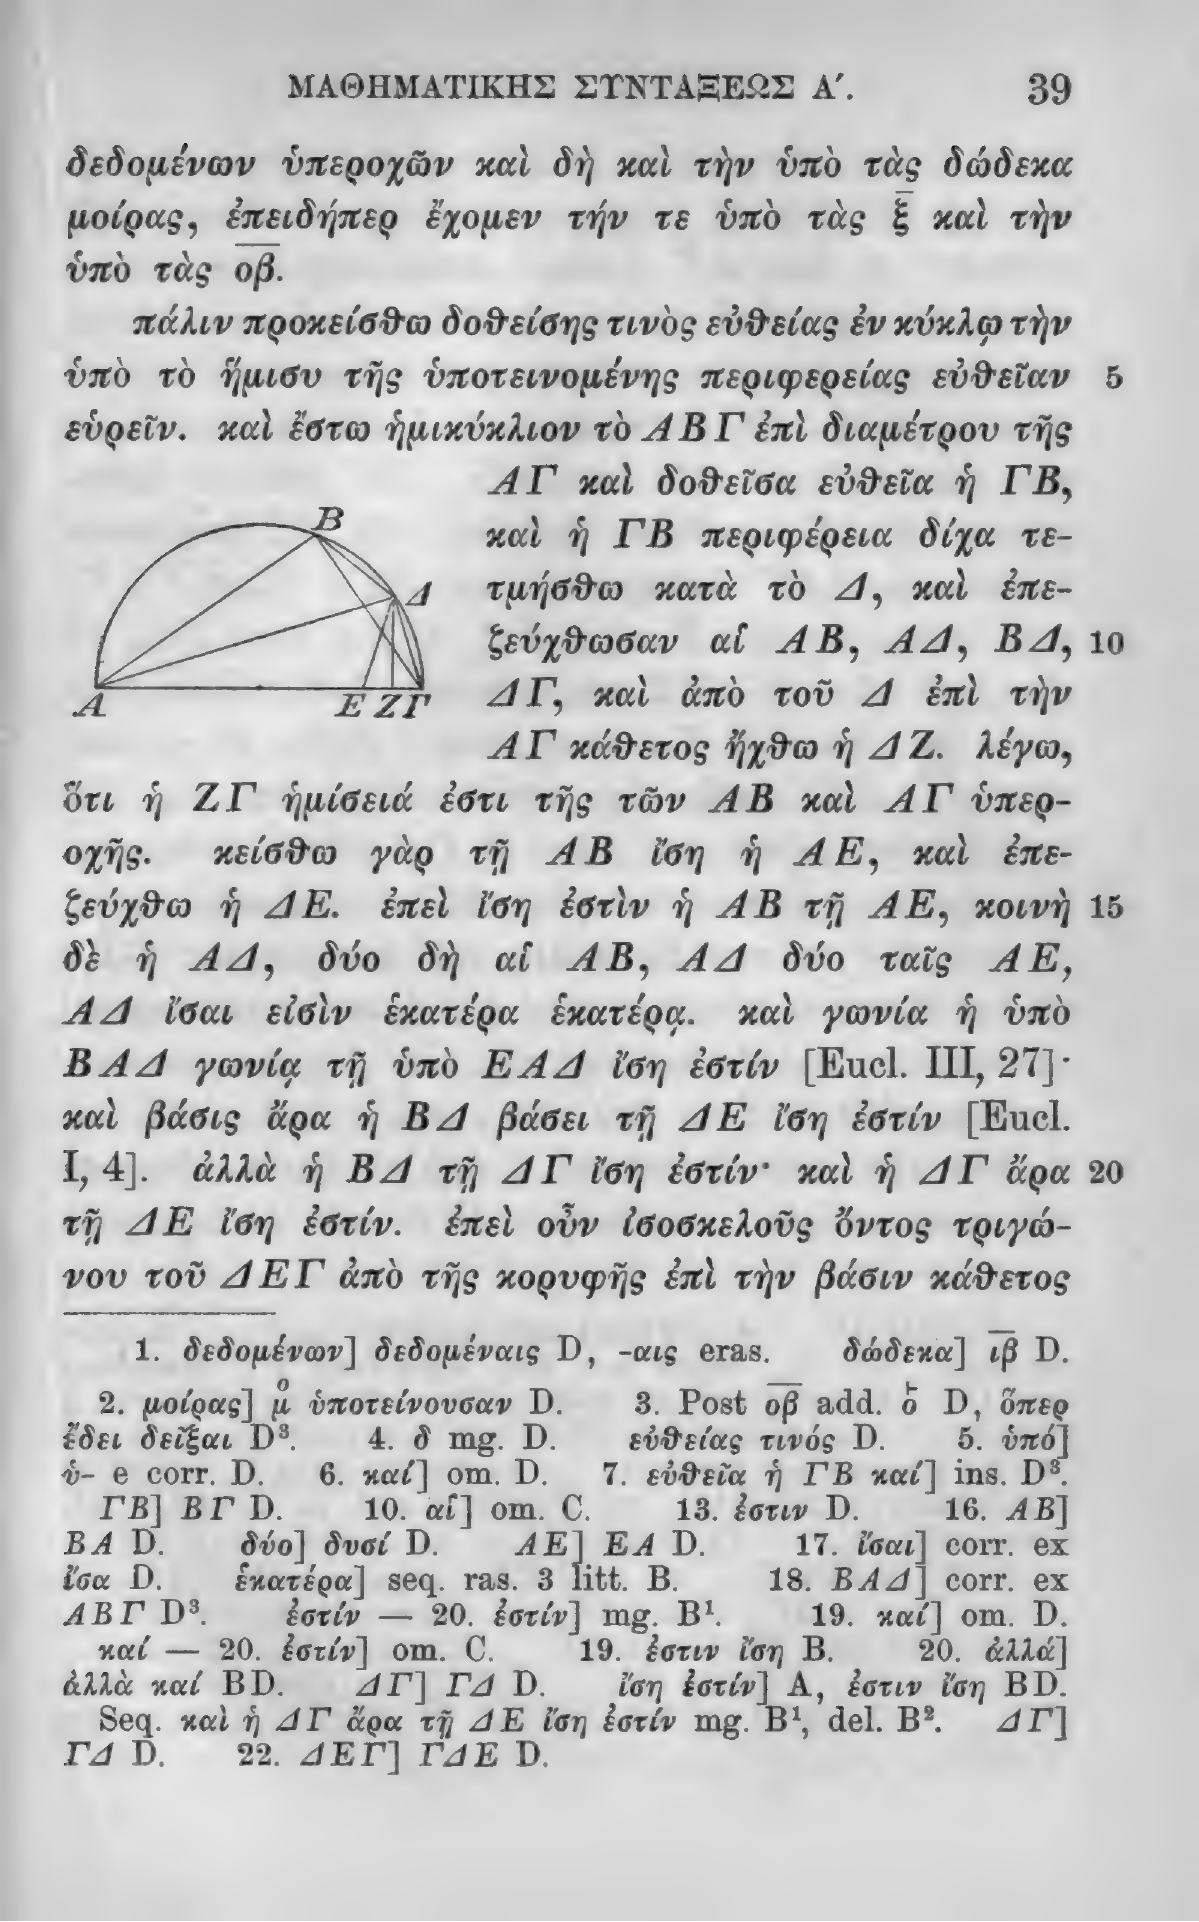 ΜΑΘΗΜΑΤΙΚΗΣ ΣΥΝΤΑΞΕΩΣ Α΄. 39
δεδομένων ὑπεροχῶν καὶ δὴ καὶ τὴν ὑπὸ τὰς δώδεκα
μοίρας, ἐπειδήπερ ἔχομεν τήν τε ὑπὸ τὰς ξ̅ καὶ τὴν
ὑπὸ τὰς ο̅β̅.
πάλιν προκείσθω δοθείσης τινὸς εὐθείας ἐν κύκλῳ τὴν
ὑπὸ τὸ ἥμισυ τῆς ὑποτεινομένης περιφερείας εὐθεῖαν 5
εὑρεῖν. καὶ ἔστω ἡμικύκλιον τὸ ΑΒΓ ἐπὶ διαμέτρου τῆς
ΑΓ καὶ δοθεῖσα εὐθεῖα ἡ ΓΒ,
καὶ ἡ ΓΒ περιφέρεια δίχα τε-
τμήσθω κατὰ τὸ Δ, καὶ ἐπε-
ζεύχθωσαν αἱ ΑΒ, ΑΔ, ΒΔ, 10
ΔΓ, καὶ ἀπὸ τοῦ Δ ἐπὶ τὴν
ΑΓ κάθετος ἤχθω ἡ ΔΖ. λέγω,
Β
Δ
Α Ε Ζ Γ
ὅτι ἡ ΖΓ ἡμίσειά ἐστι τῆς τῶν ΑΒ καὶ ΑΓ ὑπερ-
οχῆς. κείσθω γὰρ τῇ ΑΒ ἴση ἡ ΑΕ, καὶ ἐπε-
ζεύχθω ἡ ΔΕ. ἐπεὶ ἴση ἐστὶν ἡ ΑΒ τῇ ΑΕ, κοινὴ 15
δὲ ἡ ΑΔ, δύο δὴ αἱ ΑΒ, ΑΔ δύο ταῖς ΑΕ,
ΑΔ ἴσαι εἰσὶν ἑκατέρα ἑκατέρᾳ. καὶ γωνία ἡ ὑπὸ
ΒΑΔ γωνίᾳ τῇ ὑπὸ ΕΑΔ ἴση ἐστίν [Eucl. III, 27]·
καὶ βάσις ἄρα ἡ ΒΔ βάσει τῇ ΔΕ ἴση ἐστίν [Eucl.
I, 4]. ἀλλὰ ἡ ΒΔ τῇ ΔΓ ἴση ἐστίν· καὶ ἡ ΔΓ ἄρα 20
τῇ ΔΕ ἴση ἐστίν. ἐπεὶ οὖν ἰσοσκελοῦς ὄντος τριγώ-
νου τοῦ ΔΕΓ ἀπὸ τῆς κορυφῆς ἐπὶ τὴν βάσιν κάθετος
1. δεδομένων] δεδομέναις D, -αις eras. δώδεκα] ι̅β̅ D.
2. μοίρας] μͦ ὑποτείνουσαν D. 3. Post ο̅β̅ add. D, ὅπερ
ἔδει δεῖξαι D³. 4. δ mg. D. εὐθείας τινός D. 5. ὑπό]
ὑ- e corr. D. 6. καί] om. D. 7. εὐθεῖα ἡ ΓΒ καί] ins. D³.
ΓΒ] ΒΓ D. 10. αἱ] om. C. 13. ἐστιν D. 16. ΑΒ]
ΒΑ D. δύο] δυσί D. ΑΕ] ΕΑ D. 17. ἴσαι] corr. ex
ἴσα D. ἑκατέρα] seq. ras. 3 litt. B. 18. ΒΑΔ] corr. ex
ΑΒΓ D³. ἐστίν — 20. ἐστίν] mg. B¹. 19. καί] om. D.
καί — 20. ἐστίν] om. C. 19. ἐστιν ἴση B. 20. ἀλλά]
ἀλλὰ καί BD. ΔΓ] ΓΔ D. ἴση ἐστίν] A, ἐστιν ἴση BD.
Seq. καὶ ἡ ΔΓ ἄρα τῇ ΔΕ ἴση ἐστίν mg. B¹, del. B². ΔΓ]
ΓΔ D. 22. ΔΕΓ] ΓΔΕ D.